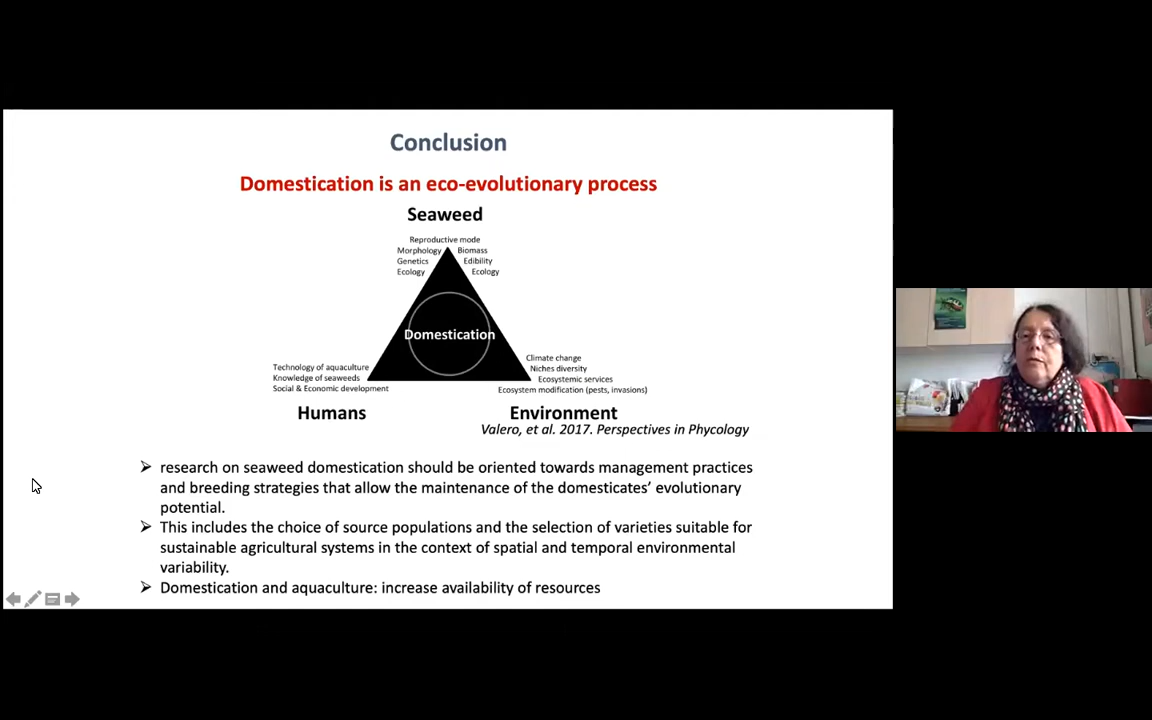 Conclusion
Domestication is an eco-evolutionary process
Seaweed
Reproductive mode
Morphology Biomass
Genetics Edibility
Ecology Ecology
Domestication
Technology of aquaculture
Knowledge of seaweeds
Social & Economic development
Climate change
Niches diversity
Ecosystemic services
Ecosystem modification (pests, invasions)
Humans
Environment
Valero, et al. 2017. Perspectives in Phycology
➢ research on seaweed domestication should be oriented towards management practices
and breeding strategies that allow the maintenance of the domesticates’ evolutionary
potential.
➢ This includes the choice of source populations and the selection of varieties suitable for
sustainable agricultural systems in the context of spatial and temporal environmental
variability.
➢ Domestication and aquaculture: increase availability of resources